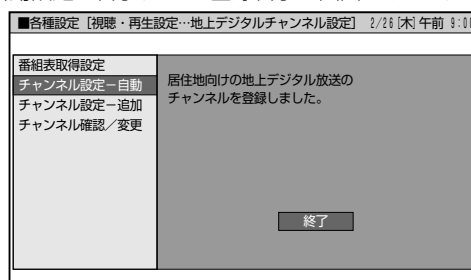 ■各種設定［視聴・再生設定…地上デジタルチャンネル設定］ 2/26［木］午前 9:00
番組表取得設定
チャンネル設定－自動
チャンネル設定－追加
チャンネル確認／変更
居住地向けの地上デジタル放送の
チャンネルを登録しました。
終了